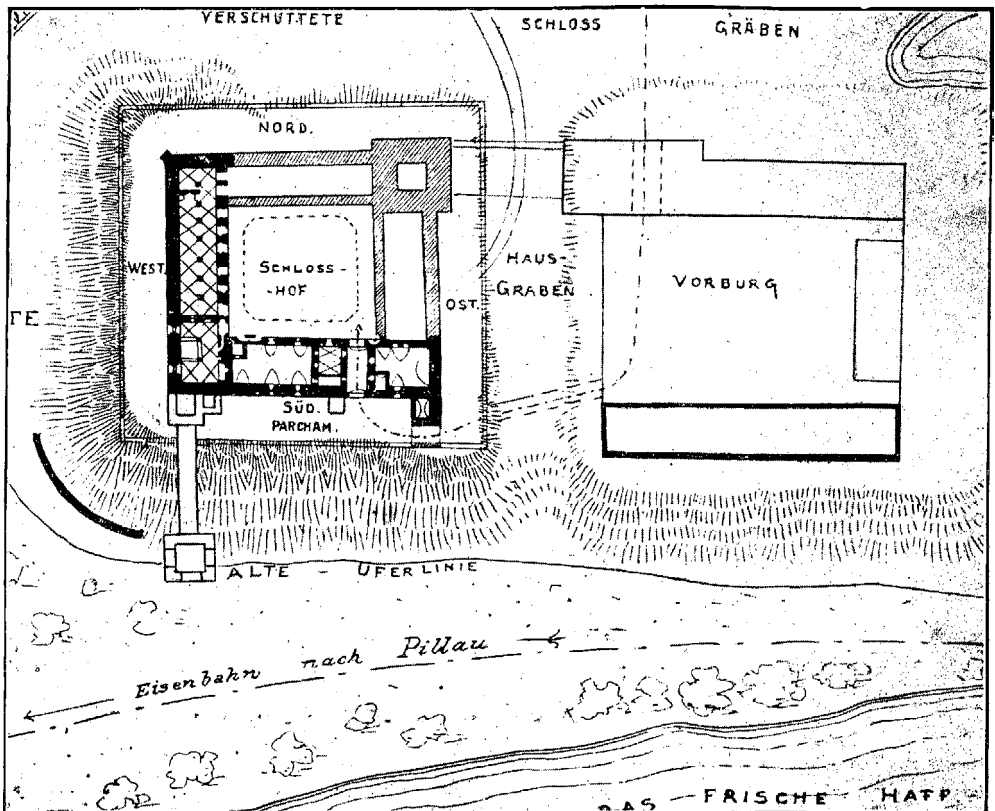 VERSCHÜTTETE SCHLOSS GRÄBEN
NORD.
WEST.
SCHLOSS-
-HOF
OST.
HAUS-
GRABEN
VORBURG
SÜD.
PARCHAM.
ALTE - UFERLINIE
Eisenbahn nach Pillau
DAS FRISCHE HAFF